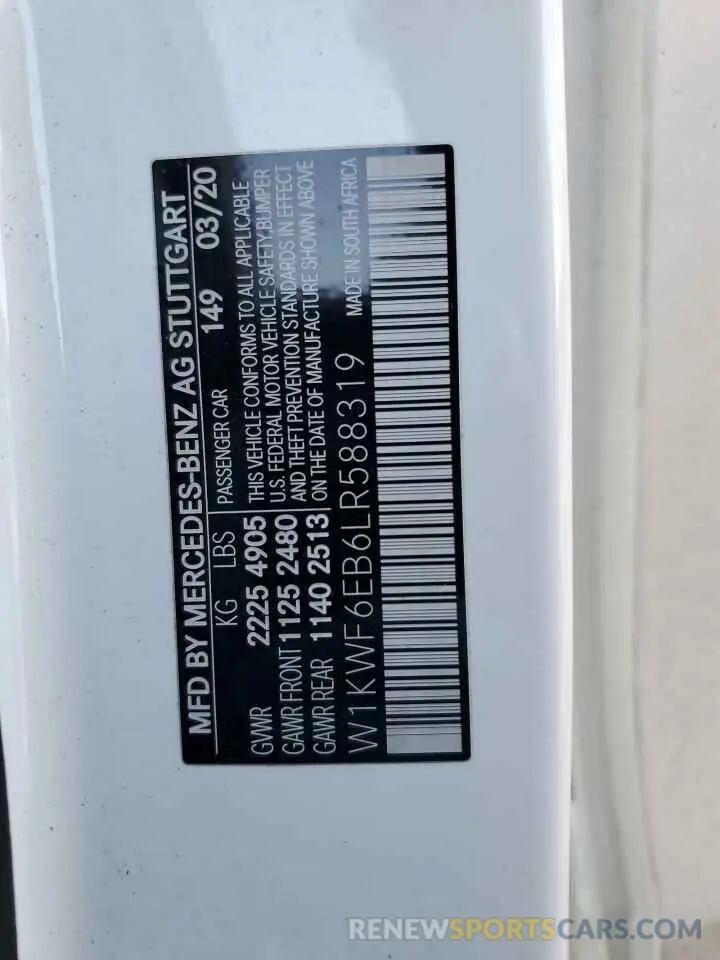 MFD BY MERCEDES-BENZ AG STUTTGART
KG LBS 149 03/20
PASSENGER CAR
GVWR 2225 4905 THIS VEHICLE CONFORMS TO ALL APPLICABLE
GAWR FRONT 1125 2480 U.S. FEDERAL MOTOR VEHICLE SAFETY,BUMPER
GAWR REAR 1140 2513 AND THEFT PREVENTION STANDARDS IN EFFECT
ON THE DATE OF MANUFACTURE SHOWN ABOVE
W1KWF6EB6LR588319 MADE IN SOUTH AFRICA
RENEWSPORTSCARS.COM